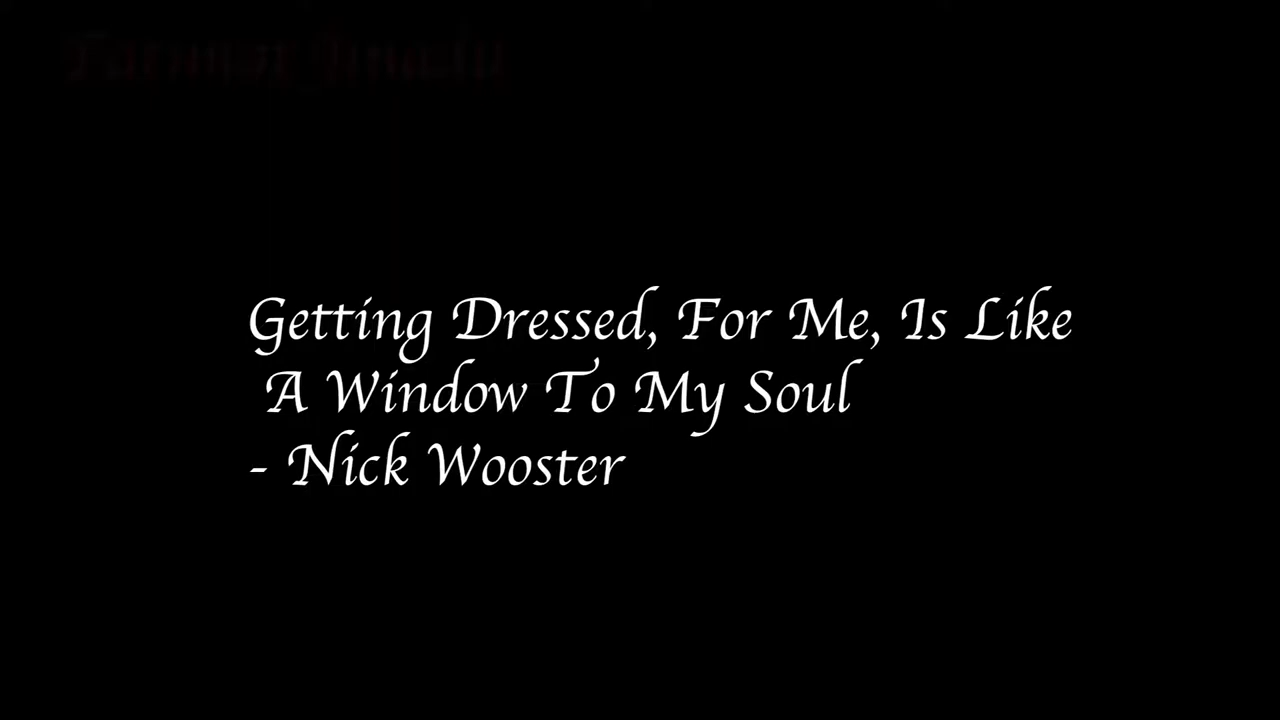 Getting Dressed, For Me, Is Like
A Window To My Soul
- Nick Wooster